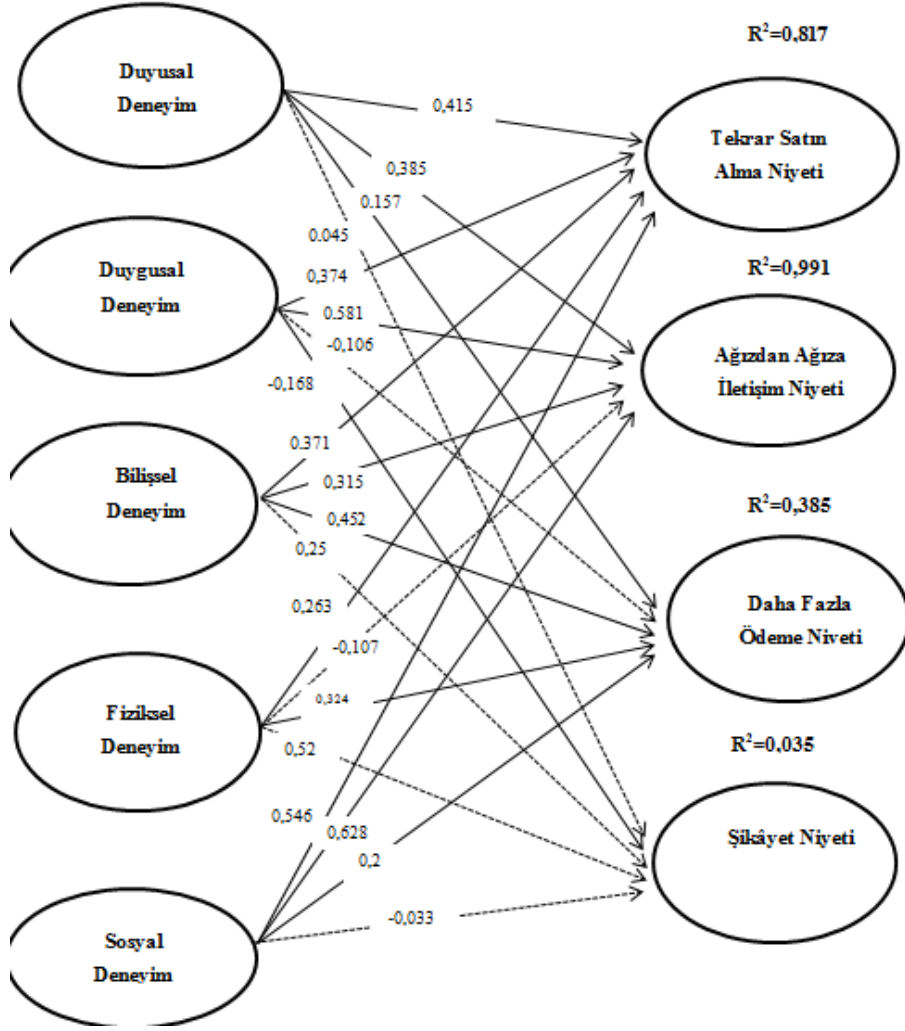 R²=0,817
Duyusal
Deneyim
0,415
Tekrar Satın
Alma Niyeti
0,385
0.157
0.045
Duygusal
Deneyim
R²=0,991
0,374
0.581
-0,106
-0,168
Ağızdan Ağıza
İletişim Niyeti
Bilişsel
Deneyim
0.371
0,315
0,452
0,25
R²=0,385
0,263
-0,107
Daha Fazla
Ödeme Niveti
Fiziksel
Deneyim
0,324
0,52
R²=0,035
0,546
0,628
0,2
Şikâyet Niyeti
-0,033
Sosyal
Deneyim